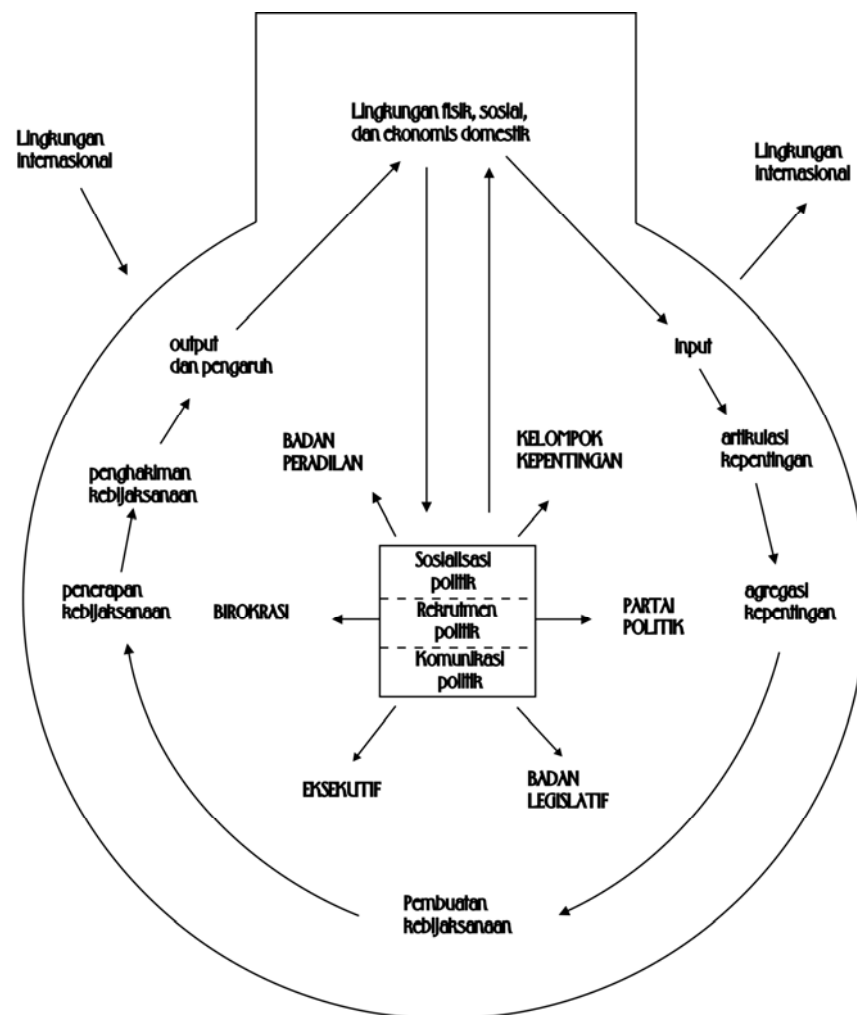 Lingkungan fisik, sosial,
dan ekonomis domestik
Lingkungan
internasional
Lingkungan
internasional
output
dan pengaruh
Input
BADAN
PERADILAN
KELOMPOK
KEPENTINGAN
artikulasi
kepentingan
penghakiman
kebijaksanaan
Sosialisasi
politik
Rekrutmen
politik
Komunikasi
politik
penerapan
kebijaksanaan
BIROKRASI
PARTAI
POLITIK
agregasi
kepentingan
EKSEKUTIF
BADAN
LEGISLATIF
Pembuatan
kebijaksanaan